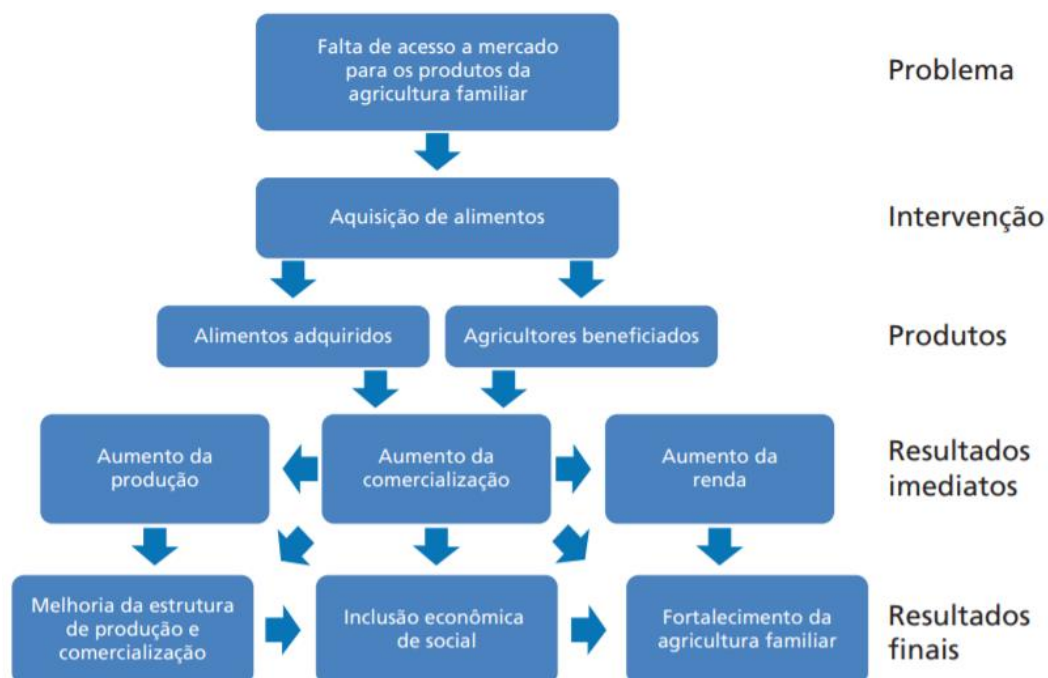 Falta de acesso a mercado
para os produtos da
agricultura familiar
Problema
Aquisição de alimentos
Intervenção
Alimentos adquiridos
Agricultores beneficiados
Produtos
Aumento da
produção
Aumento da
comercialização
Aumento da
renda
Resultados
imediatos
Melhoria da estrutura
de produção e
comercialização
Inclusão econômica
de social
Fortalecimento da
agricultura familiar
Resultados
finais